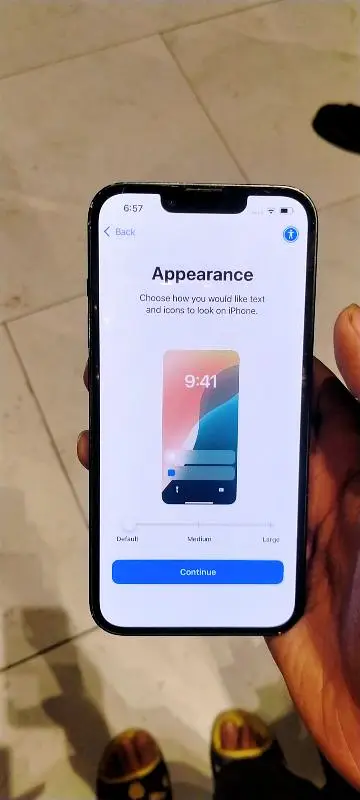 6:57
Back
Appearance
Choose how you would like text
and icons to look on iPhone.
9:41
Default Medium Large
Continue